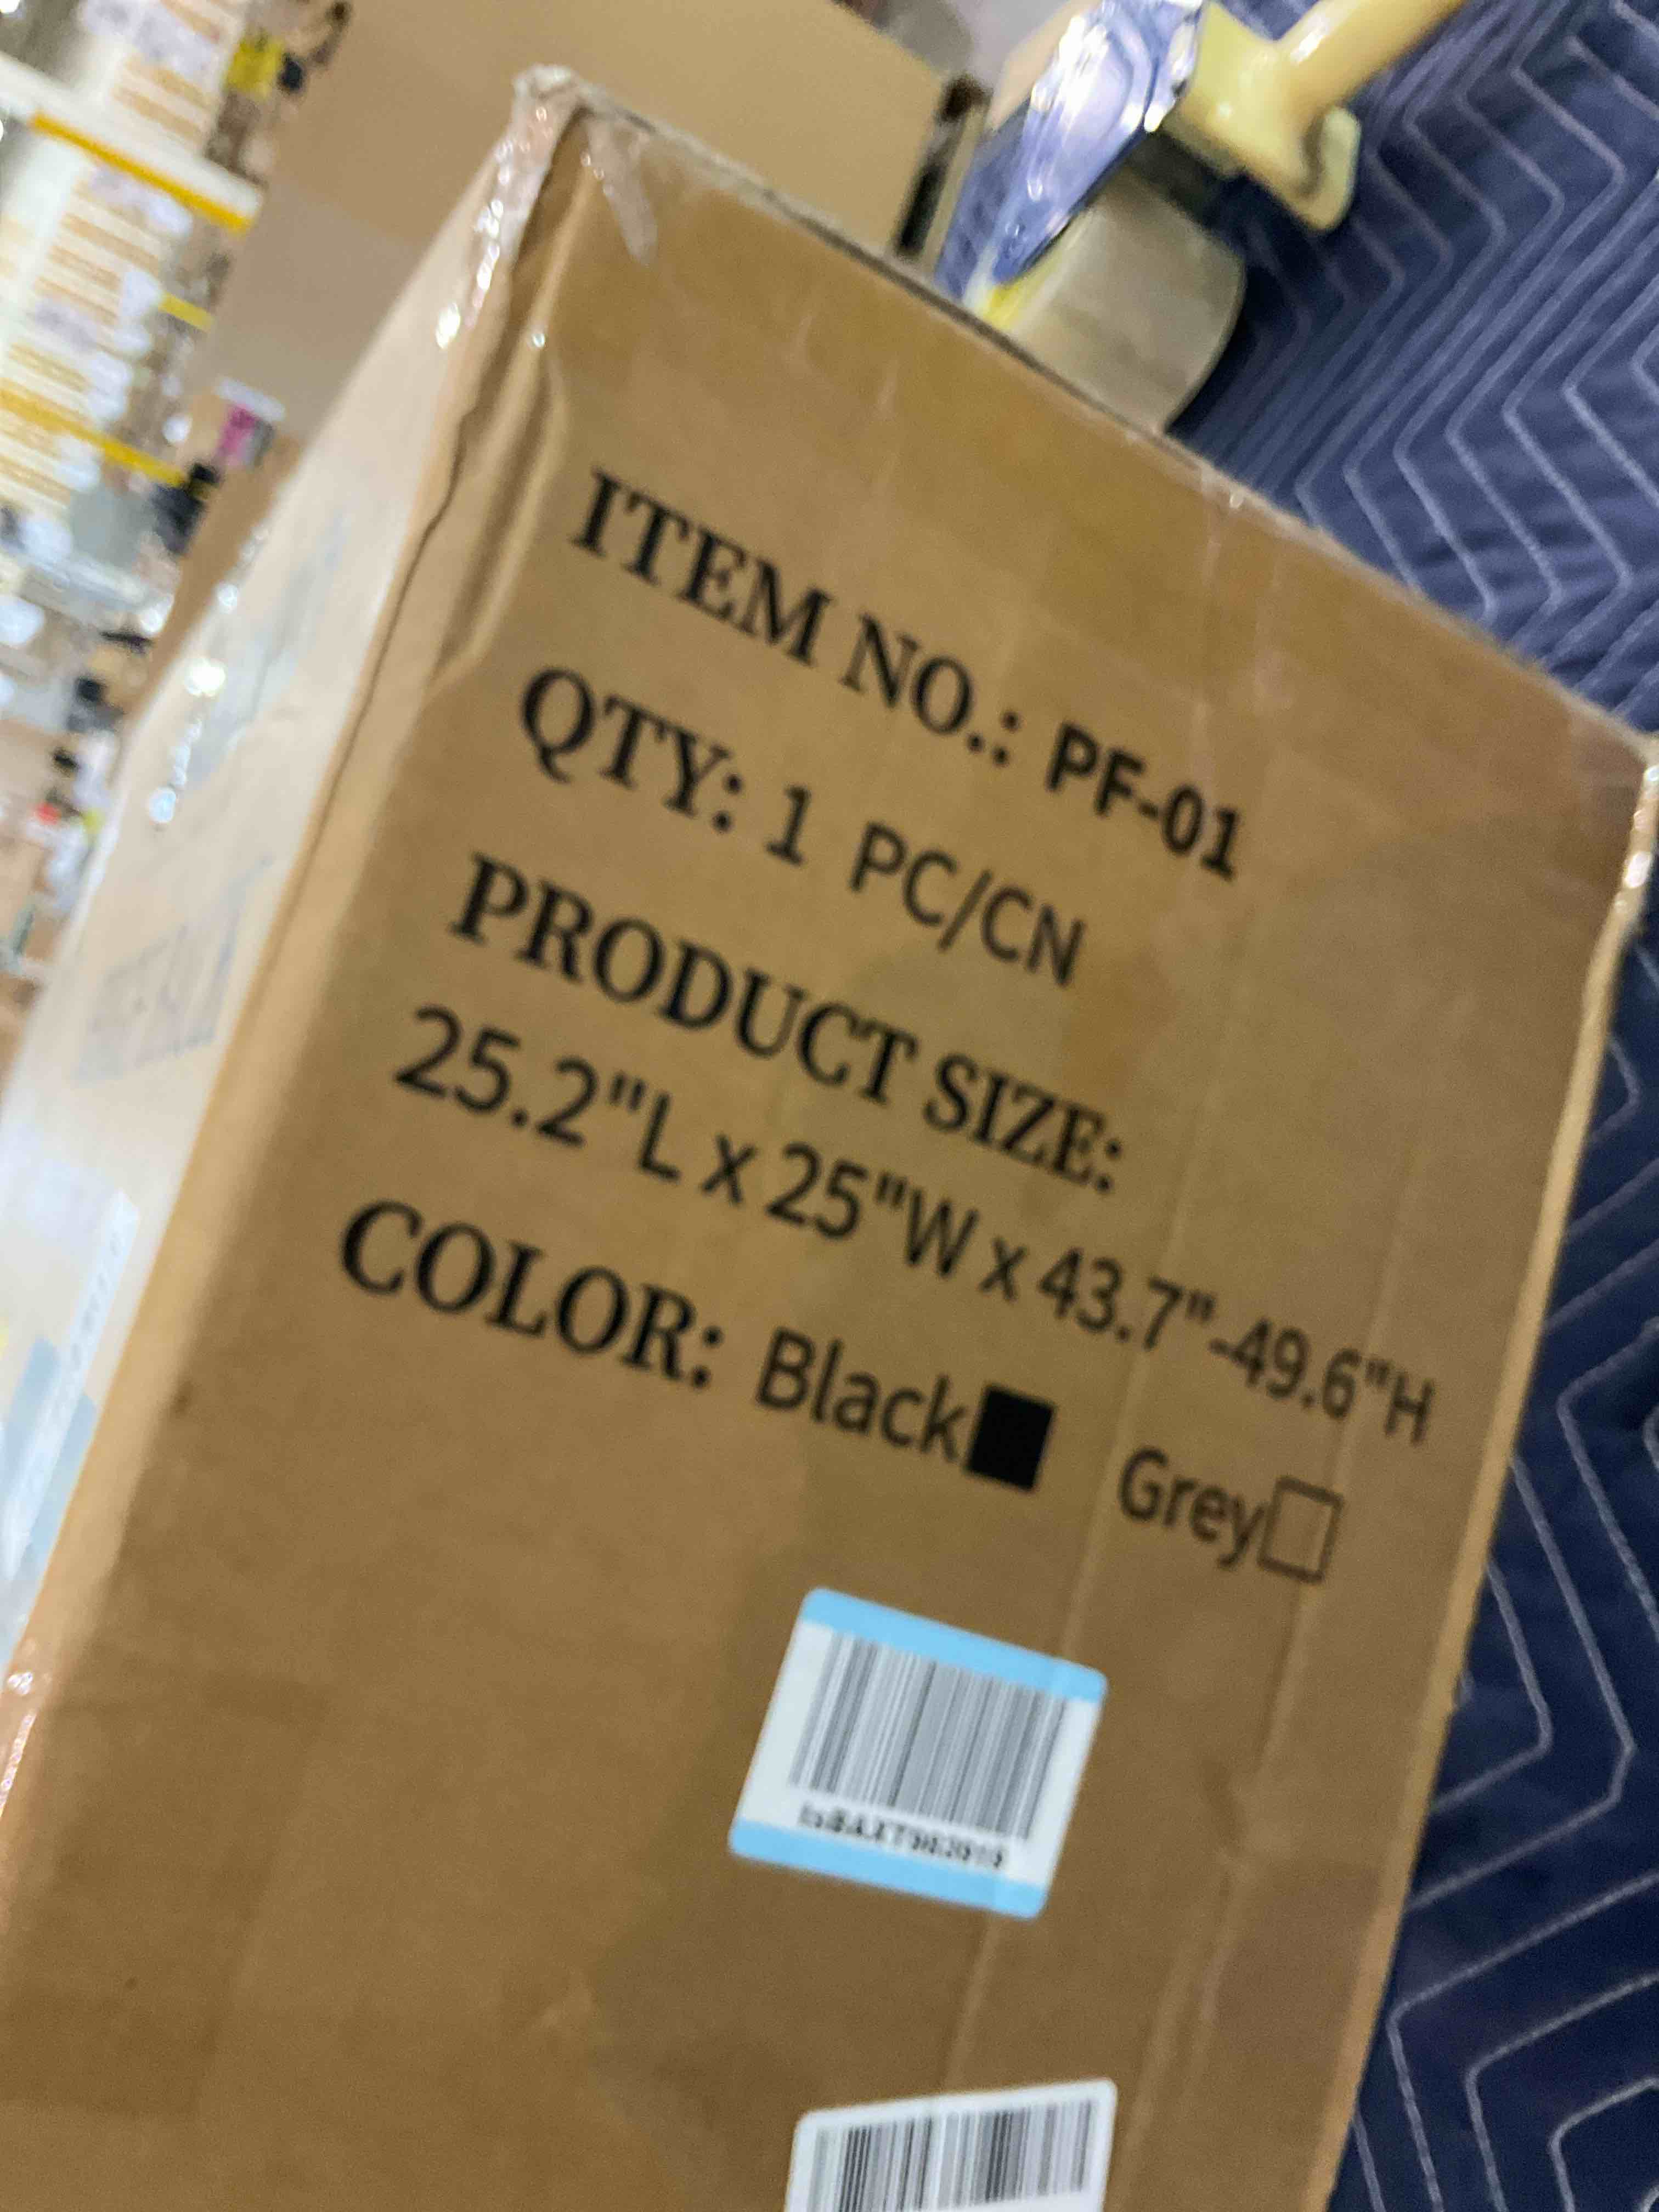 ITEM NO.: PF-01
QTY: 1 PC/CN
PRODUCT SIZE:
25.2"L x 25"W x 43.7"-49.6"H
COLOR: Black■ Grey□